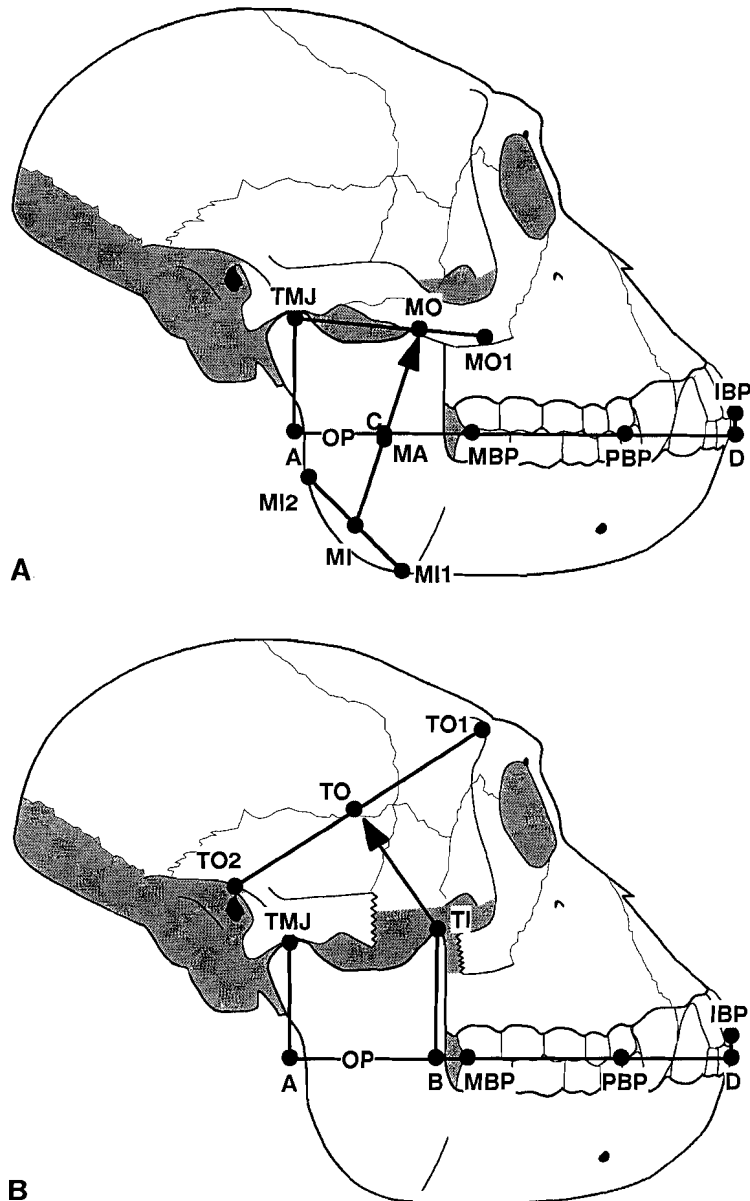 TMJ MO
MO1
IBP
C
A OP MA MBP PBP D
MI2
MI
MI1
A
TO1
TO
TO2
TMJ TI
IBP
OP
A B MBP PBP D
B